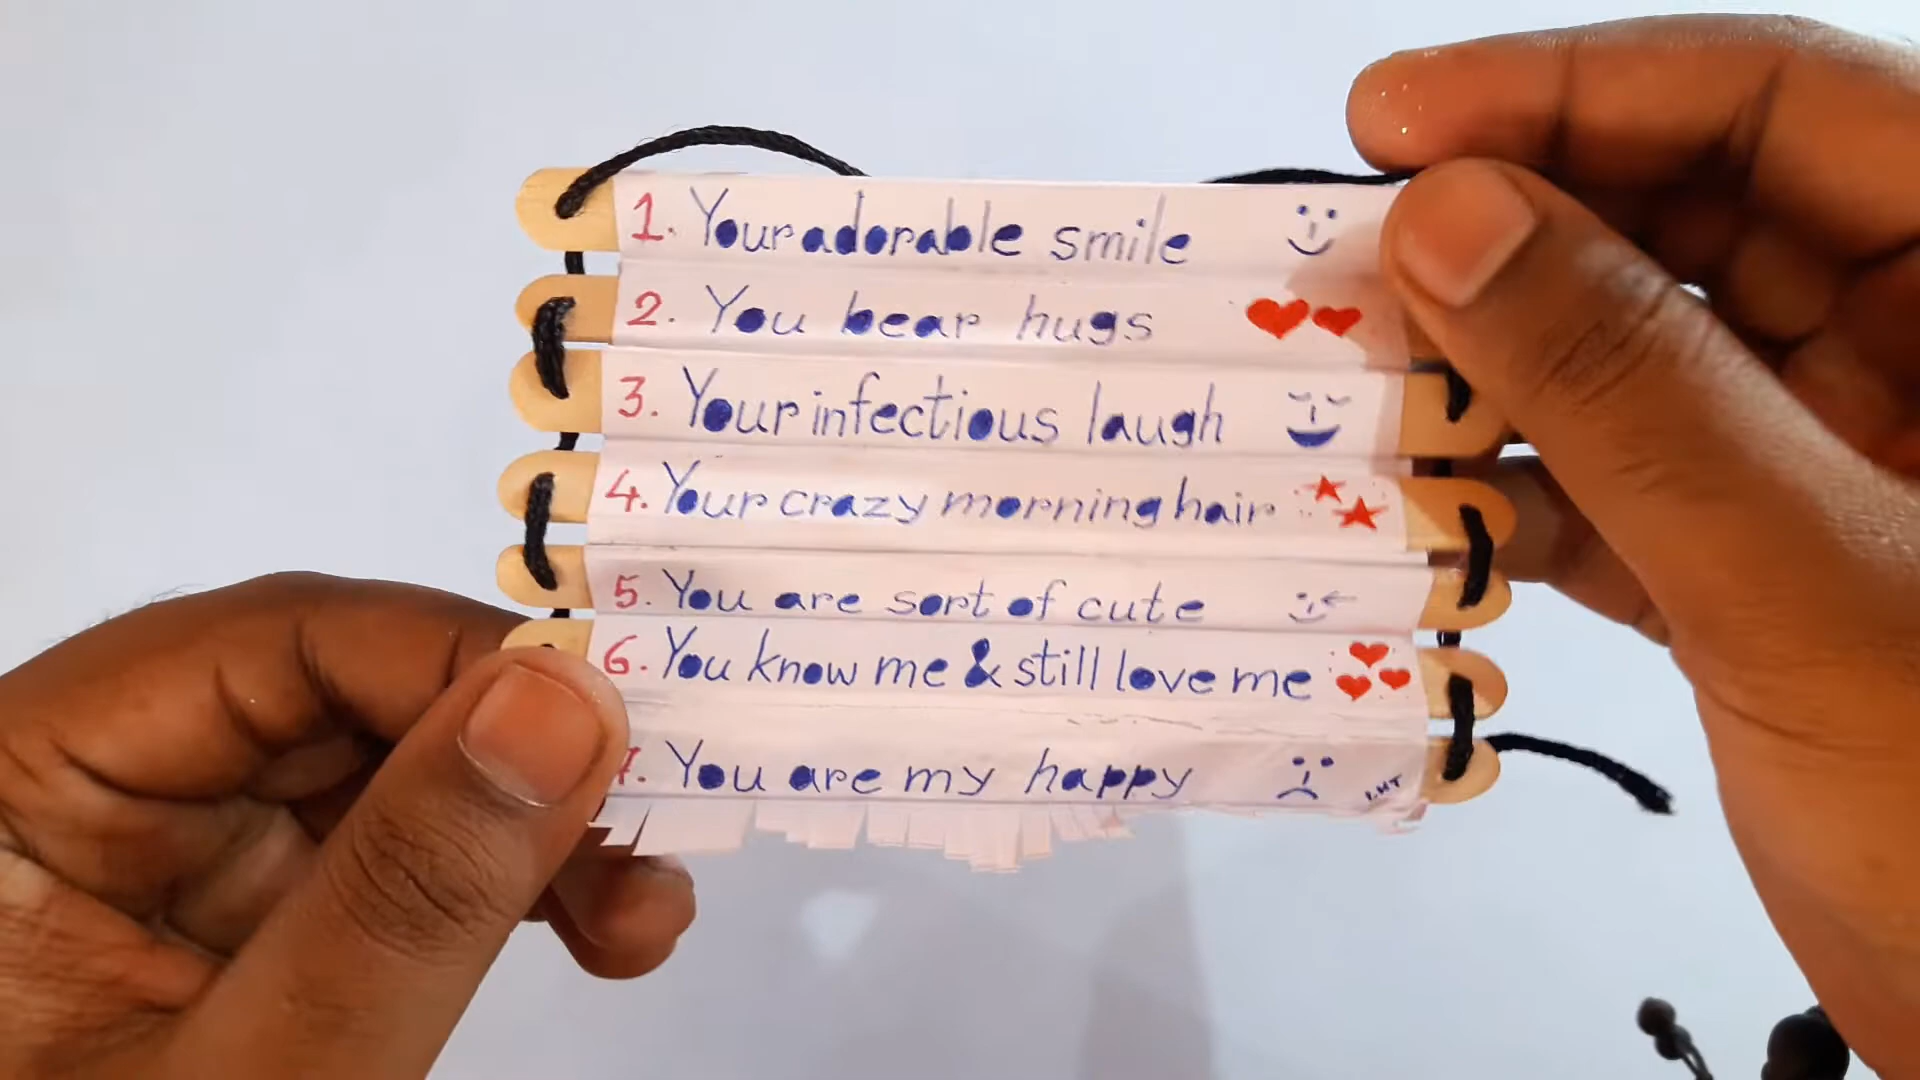 1. Your adorable smile
2. You bear hugs
3. Your infectious laugh
4. Your crazy morning hair
5. You are sort of cute
6. You know me & still love me
7. You are my happy